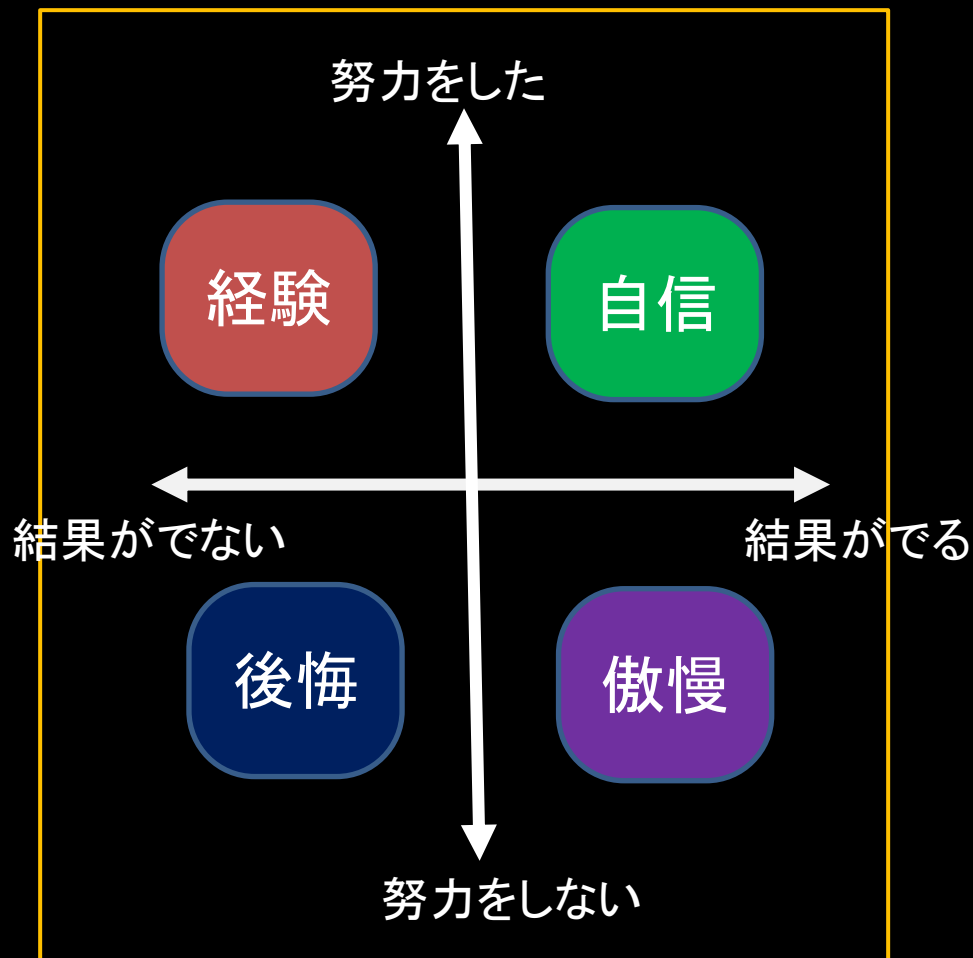 努力をした
経験
自信
結果がでない
結果がでる
後悔
傲慢
努力をしない